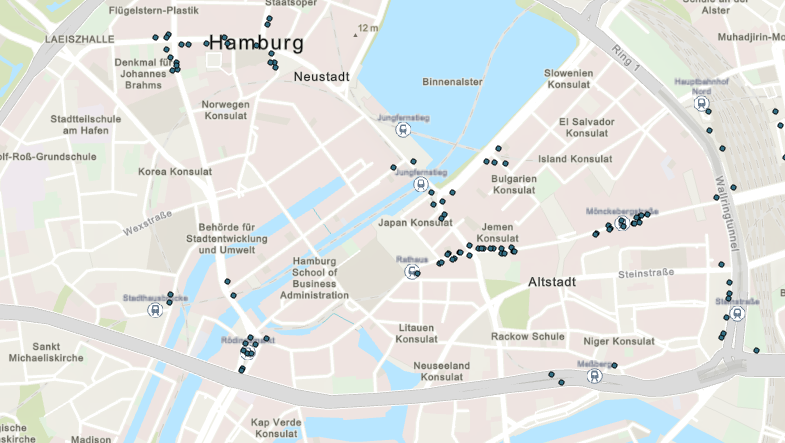 Staatsoper
Flügelstern-Plastik
Schule an der
Alster
LAEISZHALLE
12 m
Ring 1
Muhadjirin-Mo
Hamburg
Denkmal für
Johannes
Brahms
Neustadt
Binnenalster
Slowenien
Konsulat
Hauptbahnhof
Nord
Norwegen
Konsulat
Stadtteilschule
am Hafen
Jungfernstieg
El Salvador
Konsulat
olf-Roß-Grundschule
Korea Konsulat
Jungfernstieg
Island Konsulat
Bulgarien
Konsulat
Wallringtunnel
Wexstraße
Behörde für
Stadtentwicklung
und Umwelt
Japan Konsulat
Jemen
Konsulat
Mönckebergstraße
Hamburg
School of
Business
Administration
Rathaus
Altstadt
Steinstraße
Stadthausbrücke
Steinstraße
Rödingsmarkt
Litauen
Konsulat
Rackow Schule
Niger Konsulat
Sankt
Michaeliskirche
Neuseeland
Konsulat
Meßberg
Kap Verde
Konsulat
gische
skirche
Madison